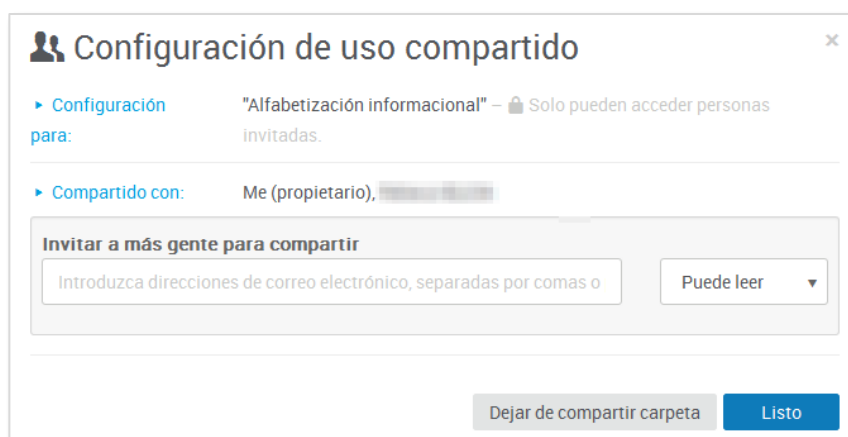 Configuración de uso compartido
×
▸ Configuración para:
"Alfabetización informacional" – Solo pueden acceder personas invitadas.
▸ Compartido con:
Me (propietario),
Invitar a más gente para compartir
Introduzca direcciones de correo electrónico, separadas por comas o
Puede leer ▼
Dejar de compartir carpeta
Listo